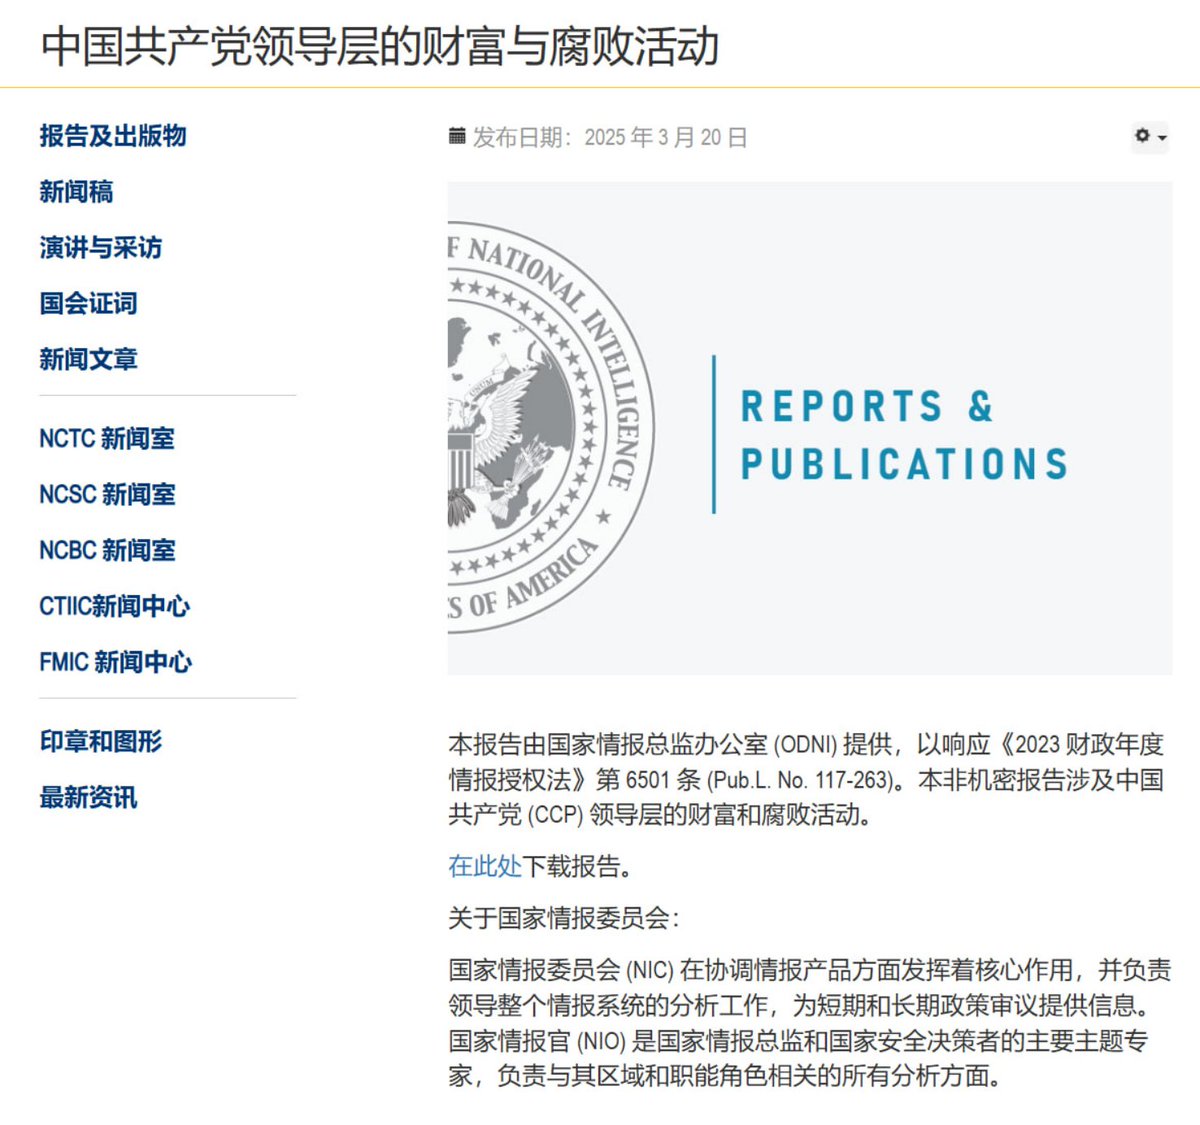 中国共产党领导层的财富与腐败活动
报告及出版物
新闻稿
演讲与采访
国会证词
新闻文章
NCTC 新闻室
NCSC 新闻室
NCBC 新闻室
CTIIC新闻中心
FMIC 新闻中心
印章和图形
最新资讯
发布日期：2025 年 3 月 20 日
F NATIONAL INTELLIGENCE
UNUM
S OF AMERICA
REPORTS &
PUBLICATIONS
本报告由国家情报总监办公室 (ODNI) 提供，以响应《2023 财政年度
情报授权法》第 6501 条 (Pub.L. No. 117-263)。本非机密报告涉及中国
共产党 (CCP) 领导层的财富和腐败活动。
在此处下载报告。
关于国家情报委员会：
国家情报委员会 (NIC) 在协调情报产品方面发挥着核心作用，并负责
领导整个情报系统的分析工作，为短期和长期政策审议提供信息。
国家情报官 (NIO) 是国家情报总监和国家安全决策者的主要主题专
家，负责与其区域和职能角色相关的所有分析方面。